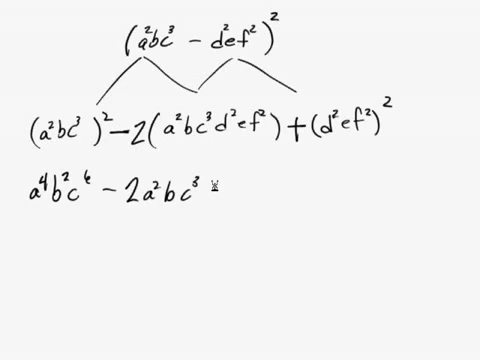 (a²bc³ - d²ef²)²
(a²bc³)² - 2(a²bc³d²ef²) + (d²ef²)²
a⁴b²c⁶ - 2a²bc³